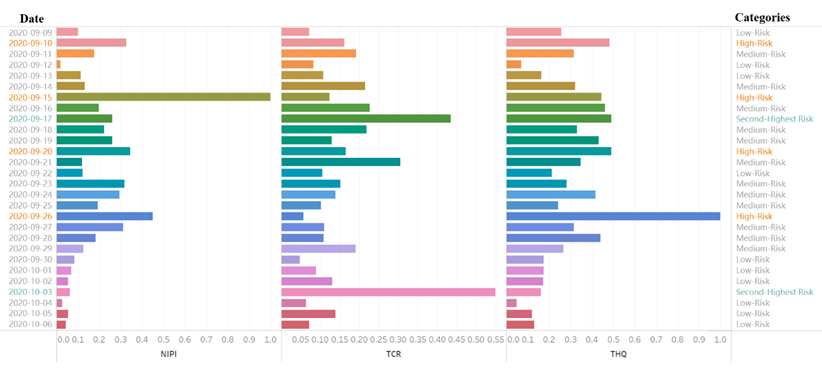 Date Categories
2020-09-09 Low-Risk
2020-09-10 High-Risk
2020-09-11 Medium-Risk
2020-09-12 Low-Risk
2020-09-13 Low-Risk
2020-09-14 Medium-Risk
2020-09-15 High-Risk
2020-09-16 Medium-Risk
2020-09-17 Second-Highest Risk
2020-09-18 Medium-Risk
2020-09-19 Medium-Risk
2020-09-20 High-Risk
2020-09-21 Medium-Risk
2020-09-22 Low-Risk
2020-09-23 Medium-Risk
2020-09-24 Medium-Risk
2020-09-25 Medium-Risk
2020-09-26 High-Risk
2020-09-27 Medium-Risk
2020-09-28 Medium-Risk
2020-09-29 Medium-Risk
2020-09-30 Low-Risk
2020-10-01 Low-Risk
2020-10-02 Low-Risk
2020-10-03 Second-Highest Risk
2020-10-04 Low-Risk
2020-10-05 Low-Risk
2020-10-06 Low-Risk
0.0 0.1 0.2 0.3 0.4 0.5 0.6 0.7 0.8 0.9 1.0 0.05 0.10 0.15 0.20 0.25 0.30 0.35 0.40 0.45 0.50 0.55 0.0 0.1 0.2 0.3 0.4 0.5 0.6 0.7 0.8 0.9 1.0
NIPI TCR THQ